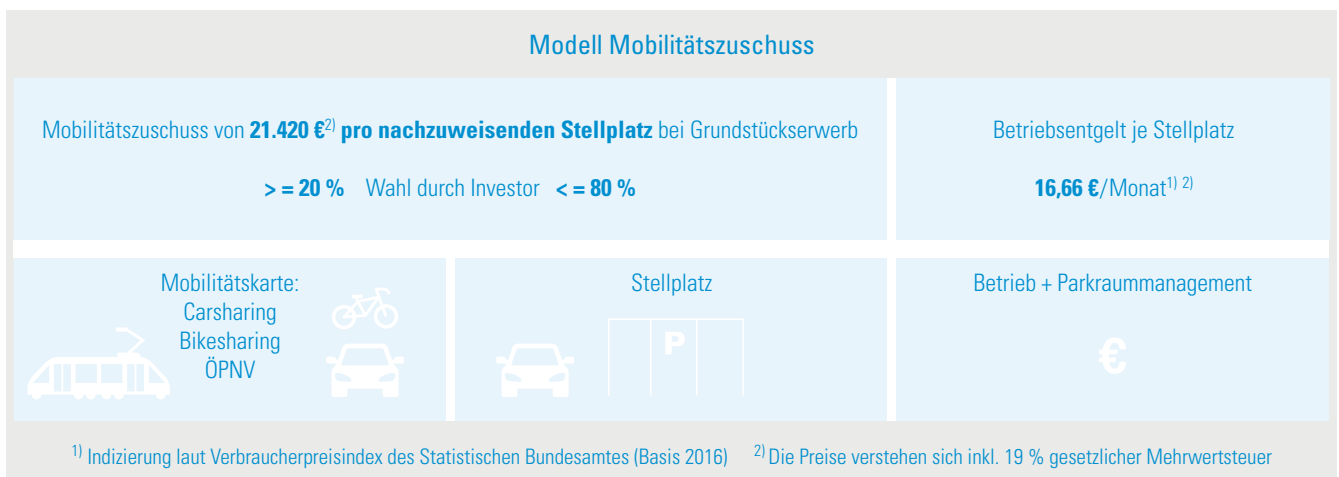 Modell Mobilitätszuschuss
Mobilitätszuschuss von 21.420 €2) pro nachzuweisenden Stellplatz bei Grundstückserwerb
> = 20 % Wahl durch Investor < = 80 %
Betriebsentgelt je Stellplatz
16,66 €/Monat1) 2)
Mobilitätskarte:
Carsharing
Bikesharing
ÖPNV
Stellplatz
P
Betrieb + Parkraummanagement
€
1) Indizierung laut Verbraucherpreisindex des Statistischen Bundesamtes (Basis 2016) 2) Die Preise verstehen sich inkl. 19 % gesetzlicher Mehrwertsteuer